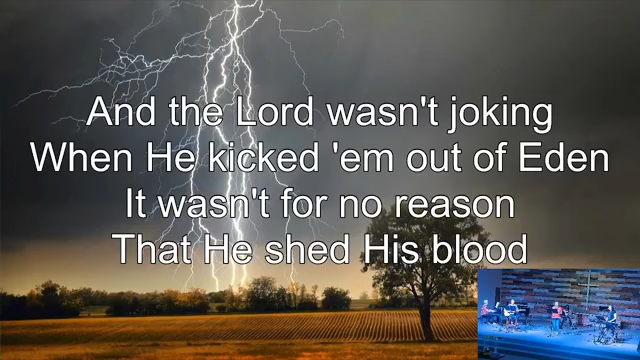 And the Lord wasn't joking
When He kicked 'em out of Eden
It wasn't for no reason
That He shed His blood